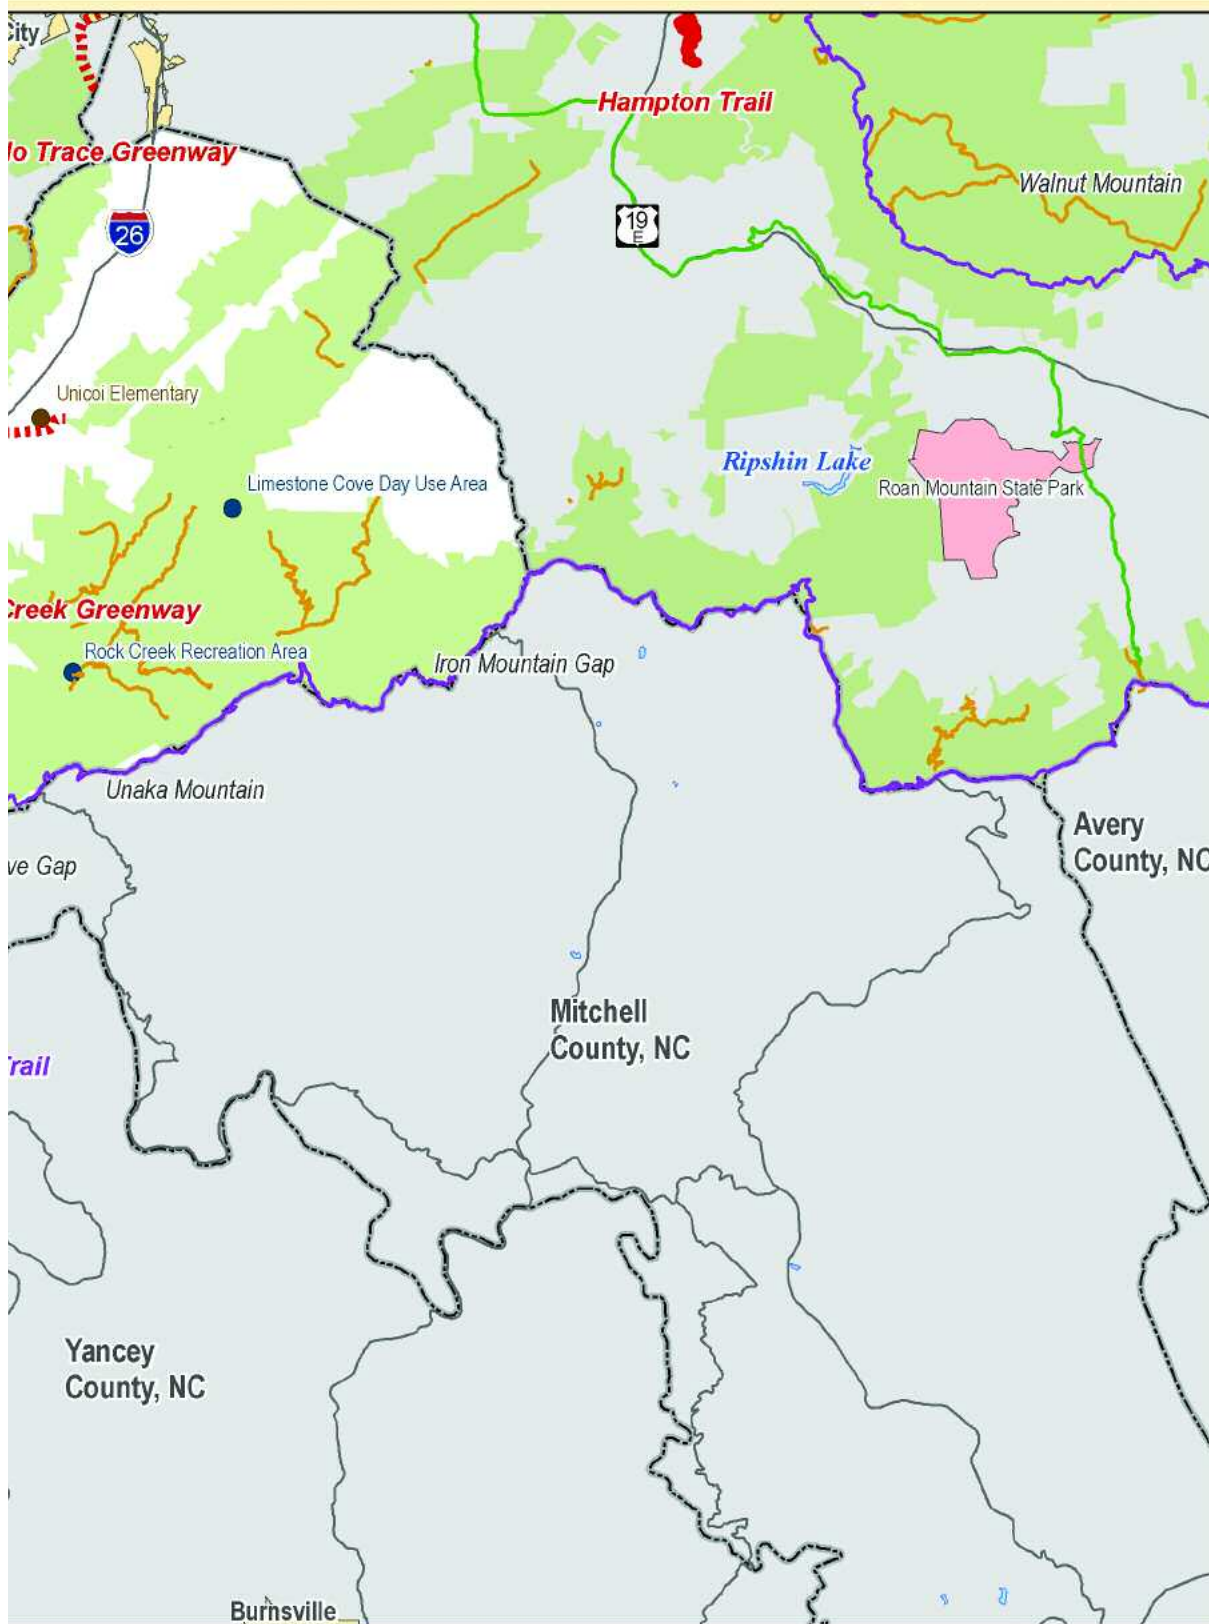 City
Hampton Trail
lo Trace Greenway
Walnut Mountain
19
E
26
Unicoi Elementary
Ripshin Lake
Limestone Cove Day Use Area
Roan Mountain State Park
Creek Greenway
Rock Creek Recreation Area
Iron Mountain Gap
Unaka Mountain
Avery
County, NC
ve Gap
Mitchell
County, NC
Trail
Yancey
County, NC
Burnsville